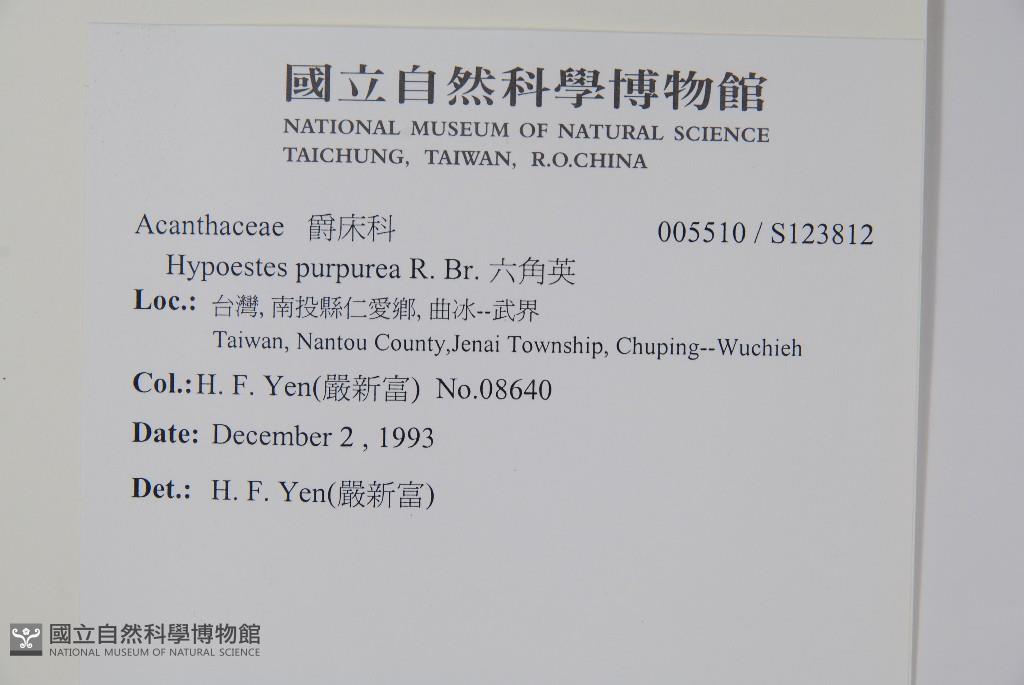 國立自然科學博物館
NATIONAL MUSEUM OF NATURAL SCIENCE
TAICHUNG, TAIWAN, R.O.CHINA
Acanthaceae 爵床科 005510 / S123812
Hypoestes purpurea R. Br. 六角英
Loc.: 台灣, 南投縣仁愛鄉, 曲冰--武界
Taiwan, Nantou County,Jenai Township, Chuping--Wuchieh
Col.:H. F. Yen(嚴新富) No.08640
Date: December 2 , 1993
Det.: H. F. Yen(嚴新富)
國立自然科學博物館
NATIONAL MUSEUM OF NATURAL SCIENCE